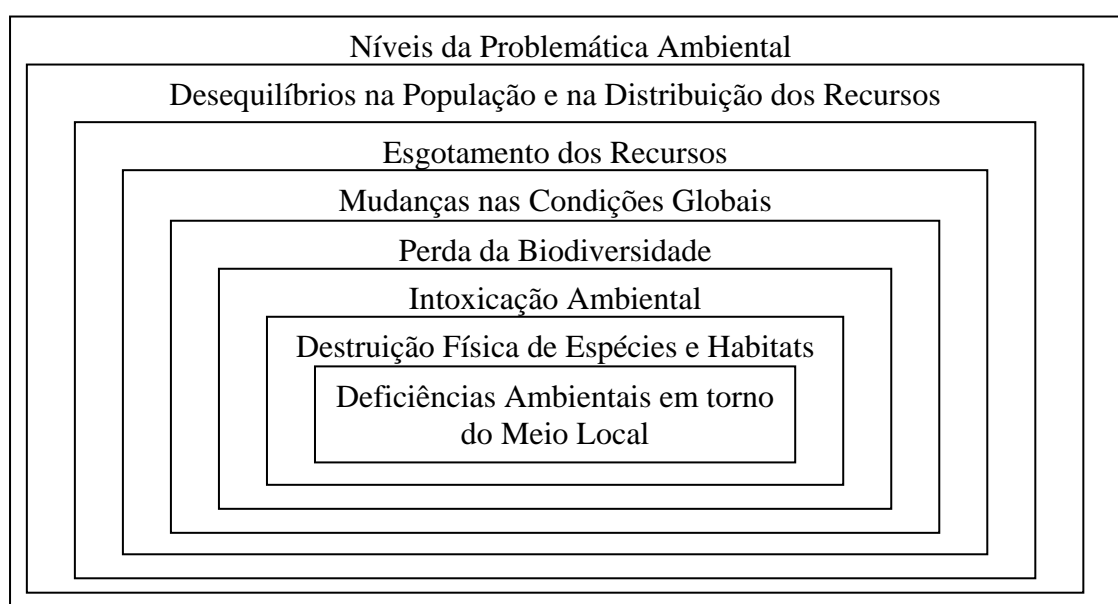 Níveis da Problemática Ambiental
Desequilíbrios na População e na Distribuição dos Recursos
Esgotamento dos Recursos
Mudanças nas Condições Globais
Perda da Biodiversidade
Intoxicação Ambiental
Destruição Física de Espécies e Habitats
Deficiências Ambientais em torno
do Meio Local